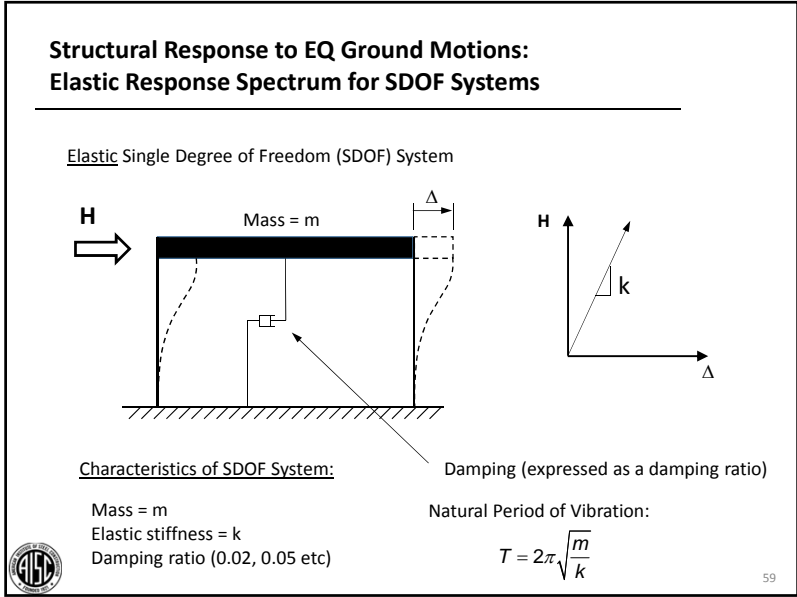 Structural Response to EQ Ground Motions:
Elastic Response Spectrum for SDOF Systems
Elastic Single Degree of Freedom (SDOF) System
H
Mass = m
Δ
H
k
Δ
Damping (expressed as a damping ratio)
Characteristics of SDOF System:
Mass = m
Elastic stiffness = k
Damping ratio (0.02, 0.05 etc)
Natural Period of Vibration:
T = 2π√(m/k)
AISC
59